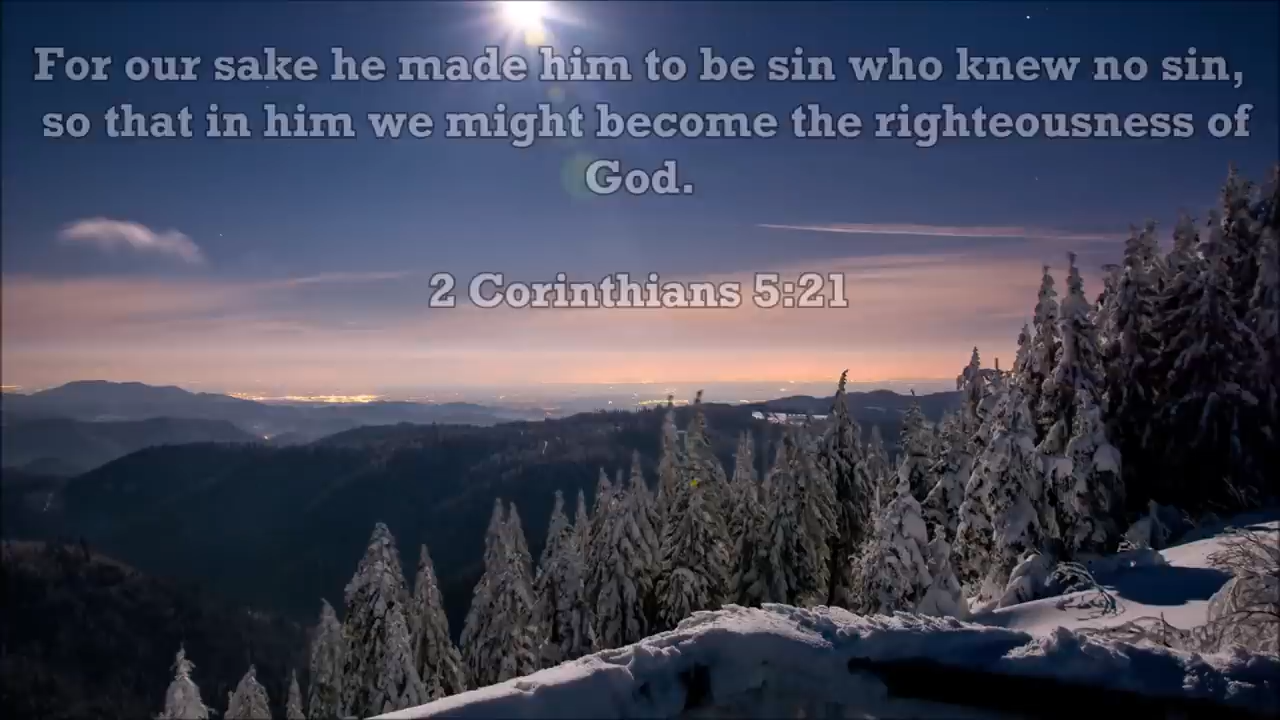 For our sake he made him to be sin who knew no sin,
so that in him we might become the righteousness of
God.
2 Corinthians 5:21